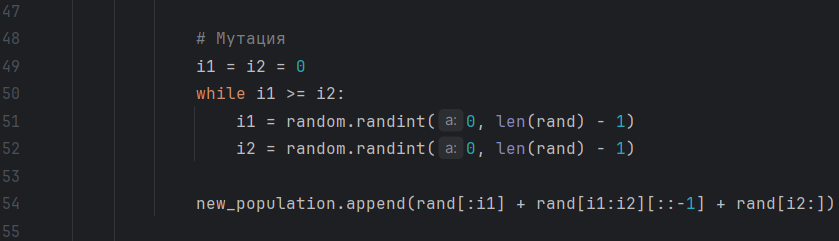 47
48 # Мутация
49 i1 = i2 = 0
50 while i1 >= i2:
51 i1 = random.randint( a: 0, len(rand) - 1)
52 i2 = random.randint( a: 0, len(rand) - 1)
53
54 new_population.append(rand[:i1] + rand[i1:i2][::-1] + rand[i2:])
55